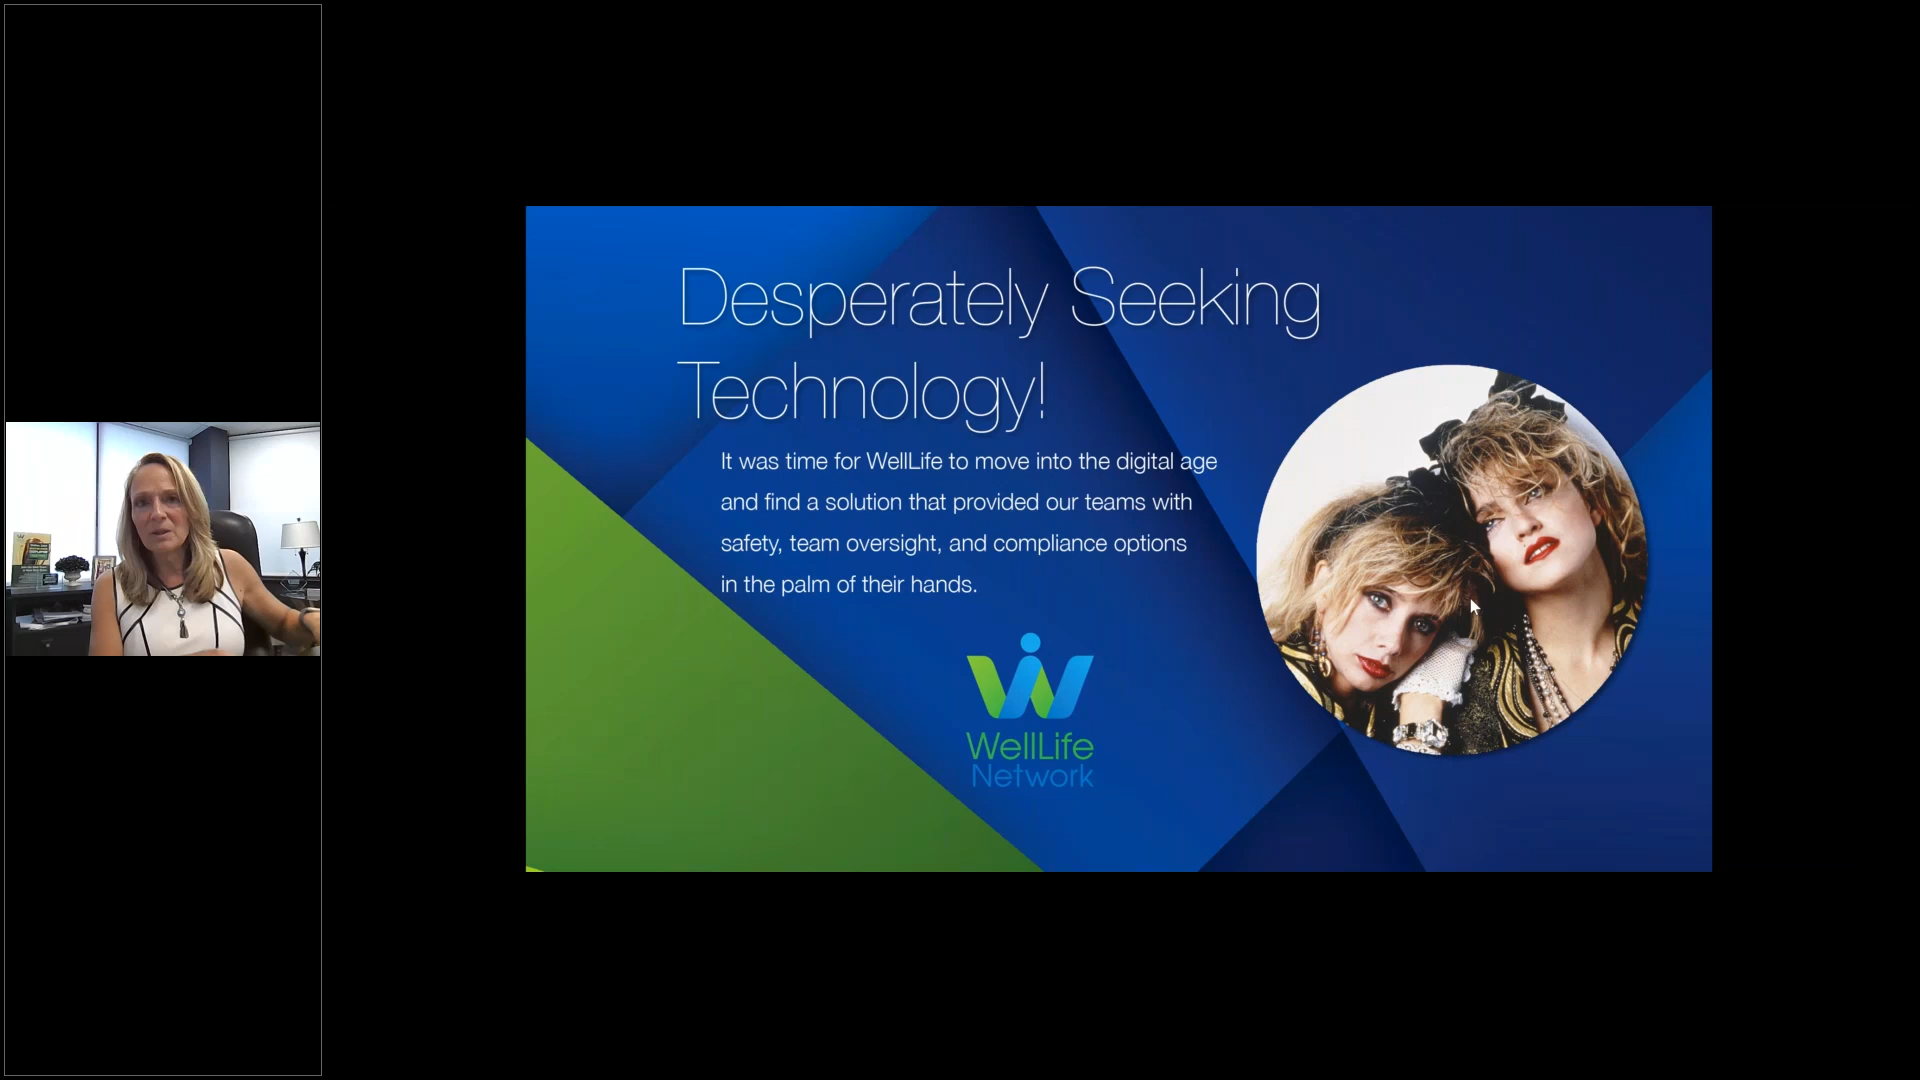 Desperately Seeking
Technology!
It was time for WellLife to move into the digital age
and find a solution that provided our teams with
safety, team oversight, and compliance options
in the palm of their hands.
WellLife
Network